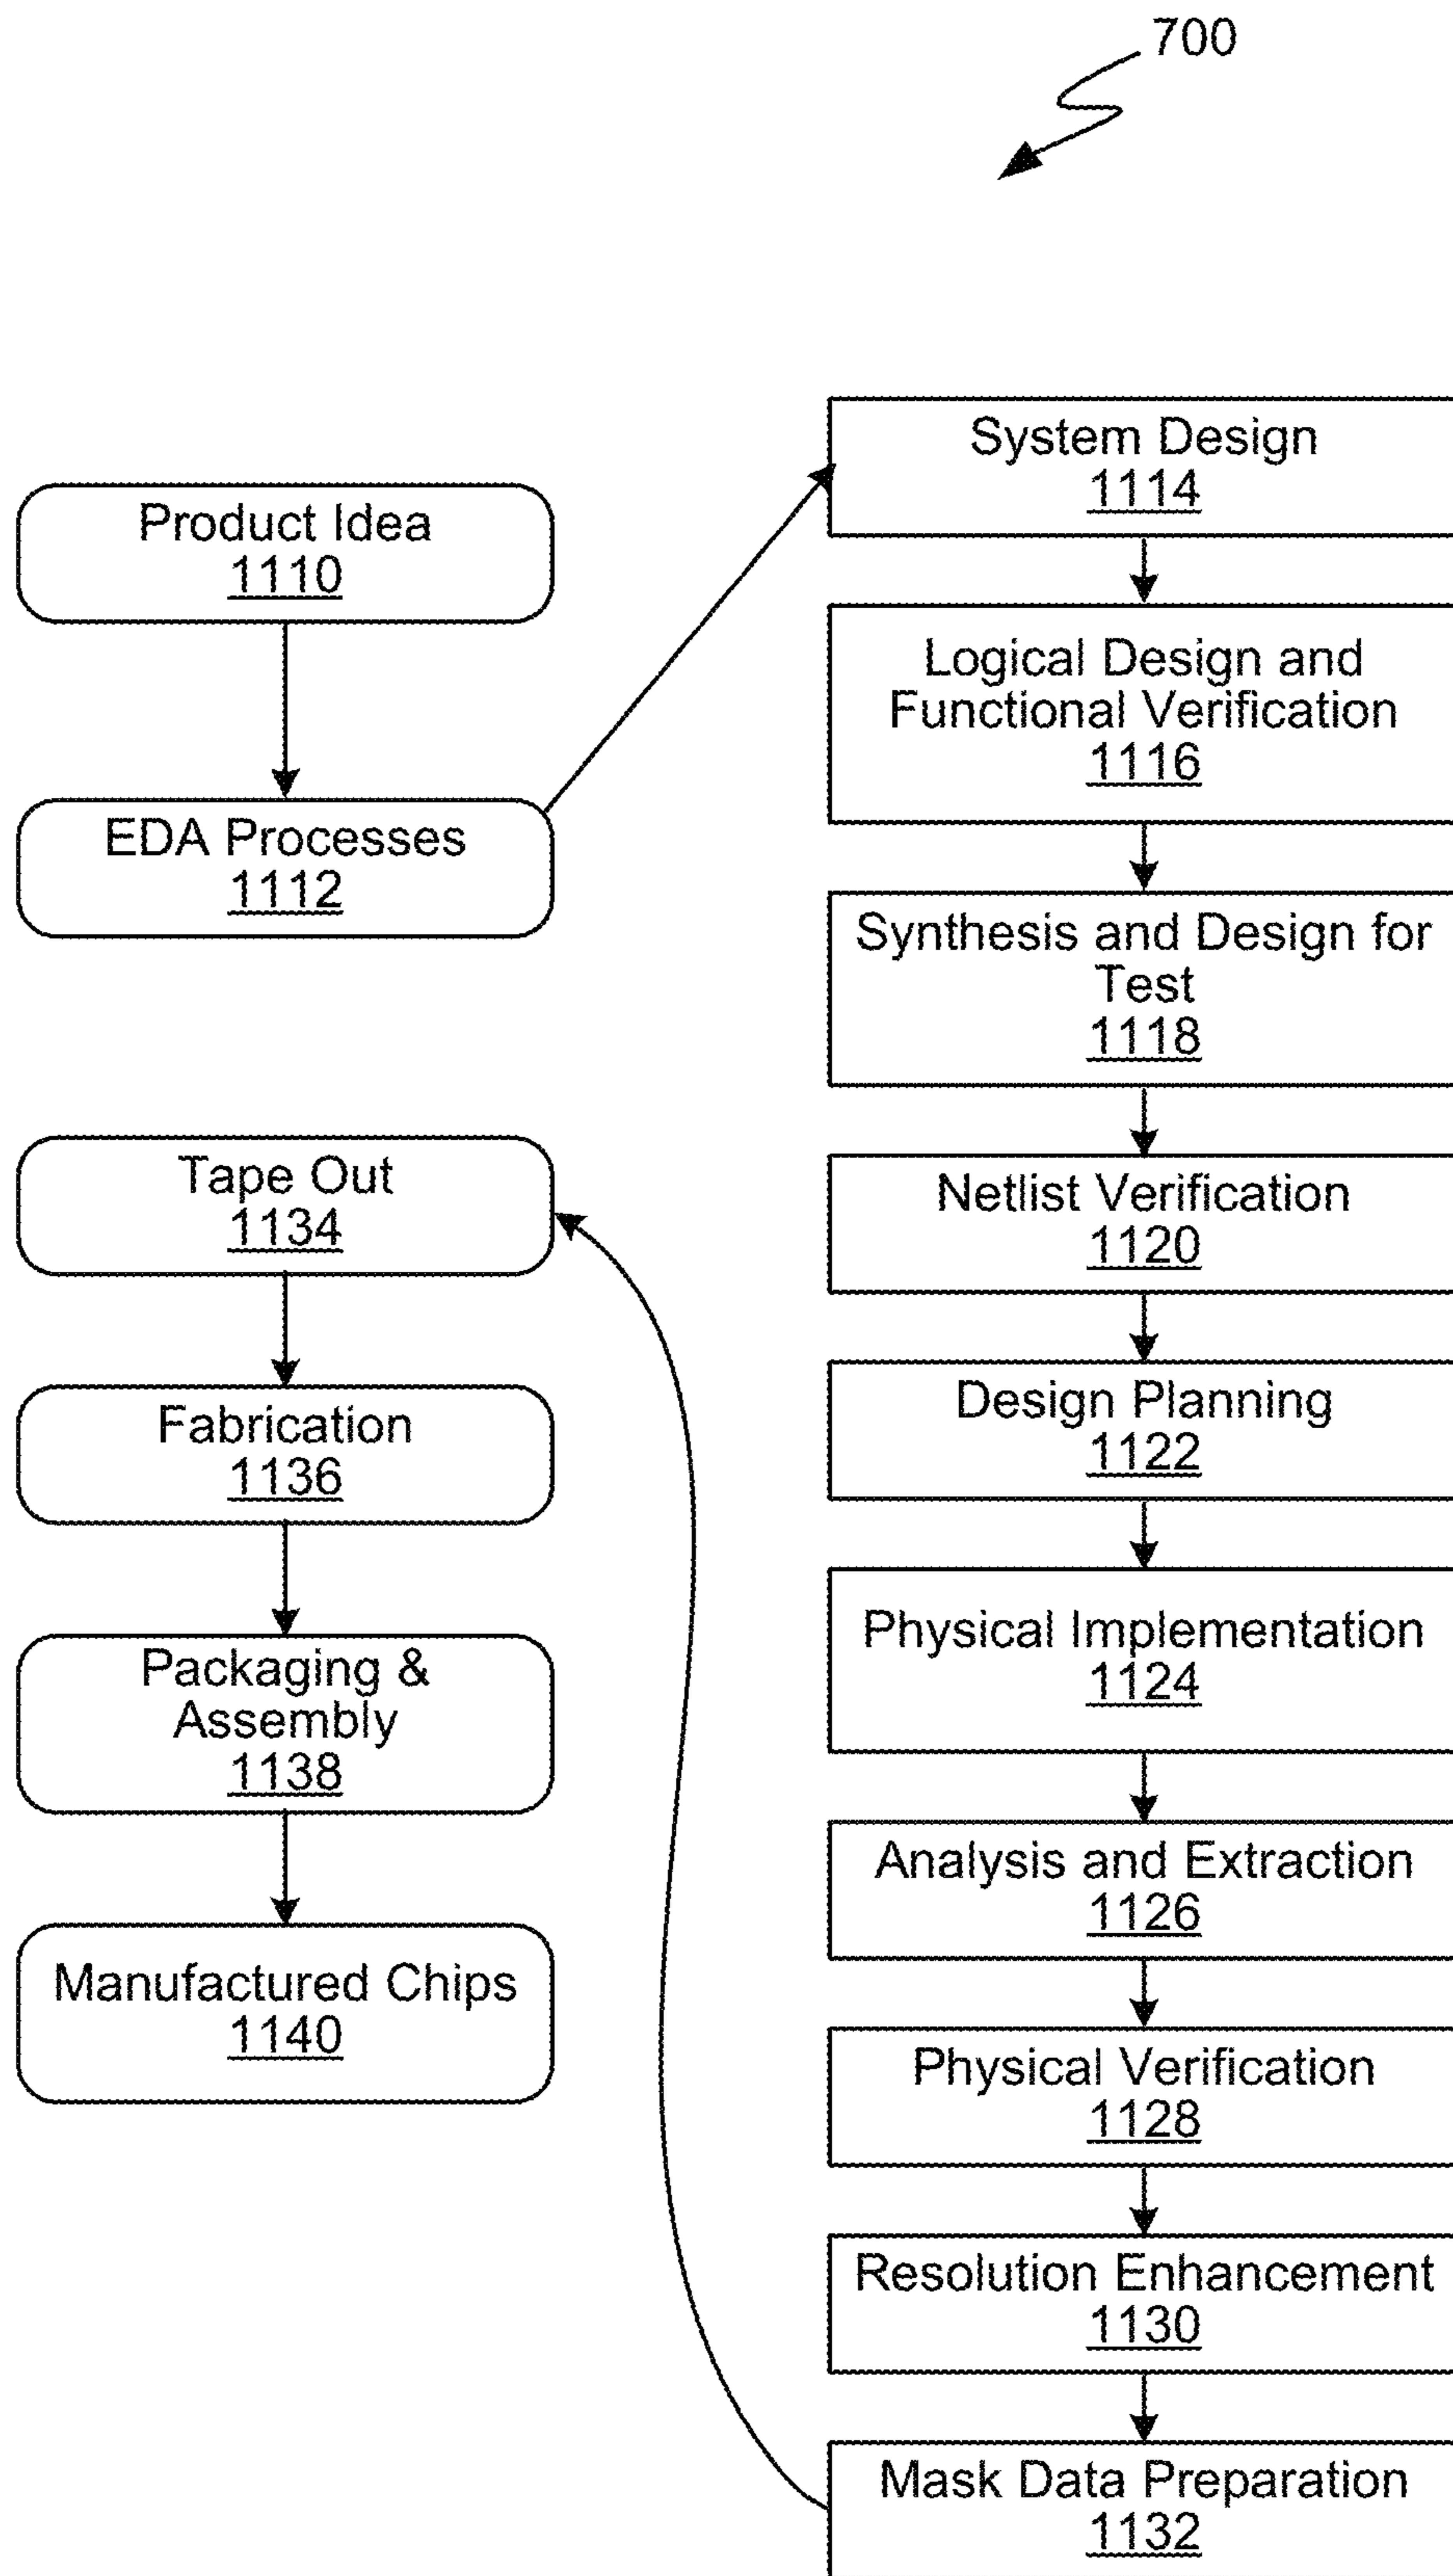 700
Product Idea
1110
EDA Processes
1112
System Design
1114
Logical Design and
Functional Verification
1116
Synthesis and Design for
Test
1118
Netlist Verification
1120
Design Planning
1122
Physical Implementation
1124
Analysis and Extraction
1126
Physical Verification
1128
Resolution Enhancement
1130
Mask Data Preparation
1132
Tape Out
1134
Fabrication
1136
Packaging &
Assembly
1138
Manufactured Chips
1140